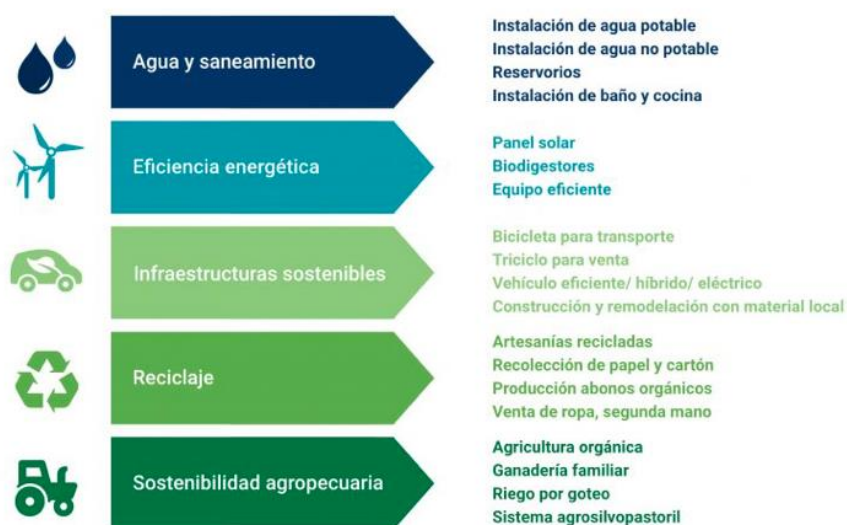 Agua y saneamiento
Instalación de agua potable
Instalación de agua no potable
Reservorios
Instalación de baño y cocina
Eficiencia energética
Panel solar
Biodigestores
Equipo eficiente
Infraestructuras sostenibles
Bicicleta para transporte
Triciclo para venta
Vehículo eficiente/ híbrido/ eléctrico
Construcción y remodelación con material local
Reciclaje
Artesanías recicladas
Recolección de papel y cartón
Producción abonos orgánicos
Venta de ropa, segunda mano
Sostenibilidad agropecuaria
Agricultura orgánica
Ganadería familiar
Riego por goteo
Sistema agrosilvopastoril